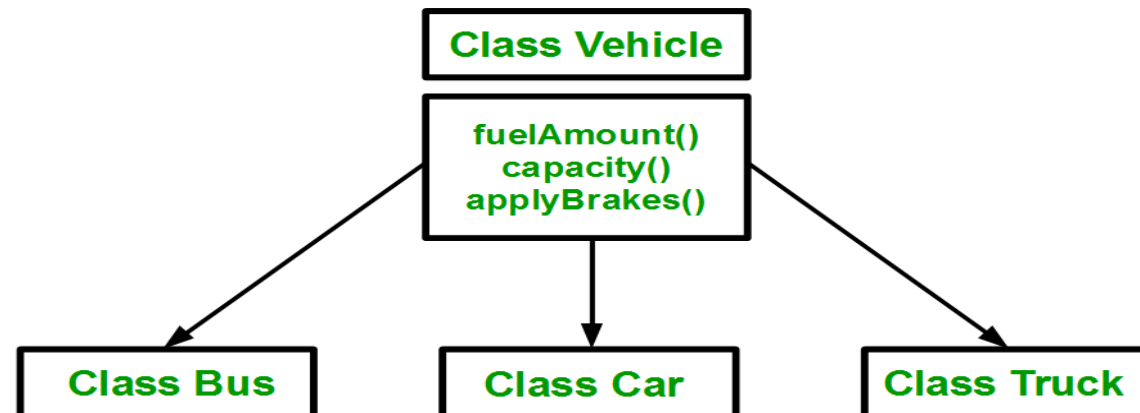 Class Vehicle
fuelAmount()
capacity()
applyBrakes()
Class Bus
Class Car
Class Truck